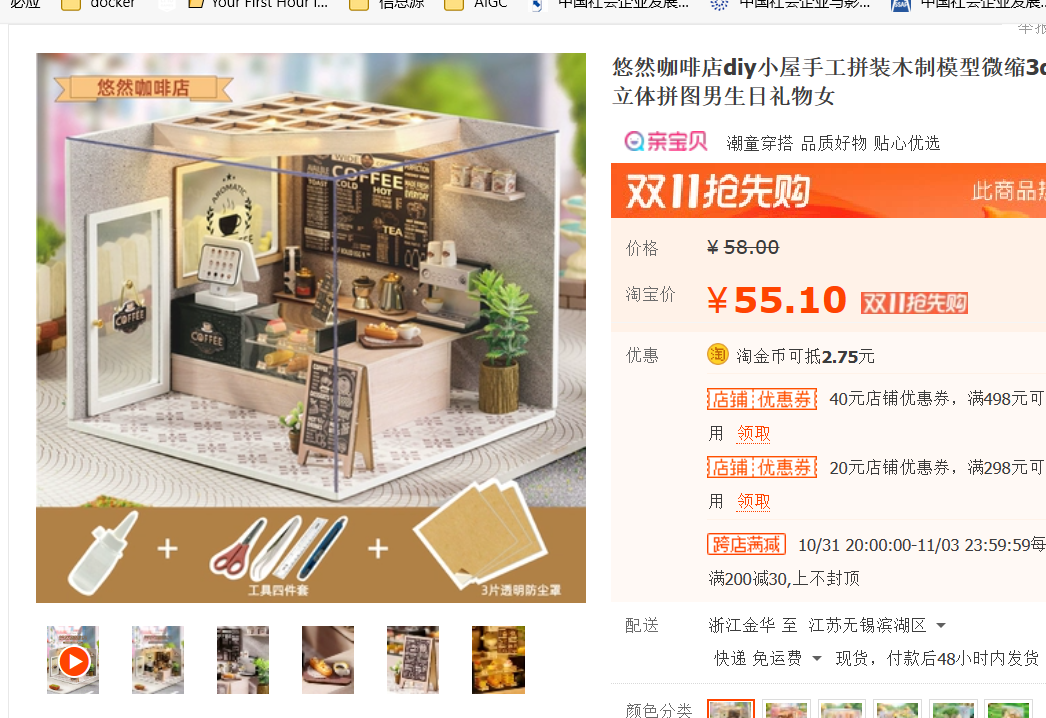 必应
docker
Your First Hour i...
信息源
AIGC
中国社会企业发展...
中国社会企业与影...
中国社会企业发展...
举报
悠然咖啡店diy小屋手工拼装木制模型微缩3d
立体拼图男生日礼物女
亲宝贝 潮童穿搭 品质好物 贴心优选
双11抢先购 此商品热
价格 ¥ 58.00
淘宝价 ¥55.10 双11抢先购
优惠 淘 淘金币可抵2.75元
店铺优惠券 40元店铺优惠券，满498元可
用 领取
店铺优惠券 20元店铺优惠券，满298元可
用 领取
跨店满减 10/31 20:00:00-11/03 23:59:59每
满200减30,上不封顶
配送 浙江金华 至 江苏无锡滨湖区
快递 免运费 现货，付款后48小时内发货
颜色分类
悠然咖啡店
AROMATIC
WIDE
COFFEE
COLD
HOT
TEA
COFFEE
COFFEE
COFFEE
+
+
工具四件套
3片透明防尘罩